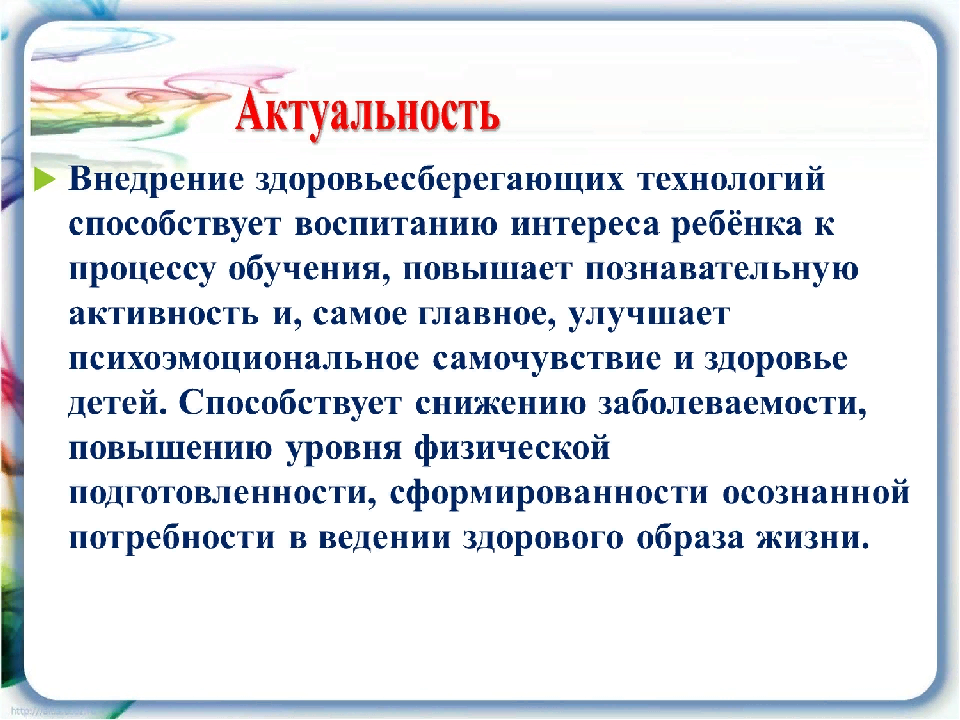 Актуальность
Внедрение здоровьесберегающих технологий
способствует воспитанию интереса ребёнка к
процессу обучения, повышает познавательную
активность и, самое главное, улучшает
психоэмоциональное самочувствие и здоровье
детей. Способствует снижению заболеваемости,
повышению уровня физической
подготовленности, сформированности осознанной
потребности в ведении здорового образа жизни.